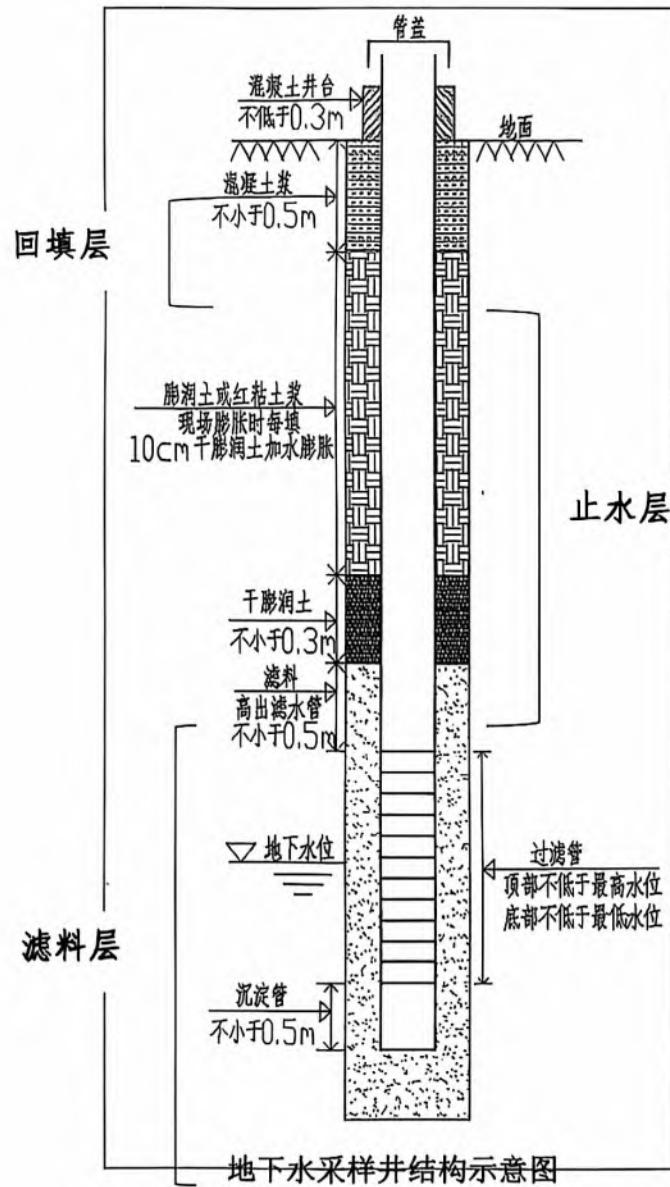 管盖
混凝土井台
不低于0.3m
地面
混凝土浆
不小于0.5m
回填层
膨润土或红粘土浆
现场膨胀时每填
10cm干膨润土加水膨胀
止水层
干膨润土
不小于0.3m
滤料
高出滤水管
不小于0.5m
地下水位
过滤管
顶部不低于最高水位
底部不低于最低水位
滤料层
沉淀管
不小于0.5m
地下水采样井结构示意图